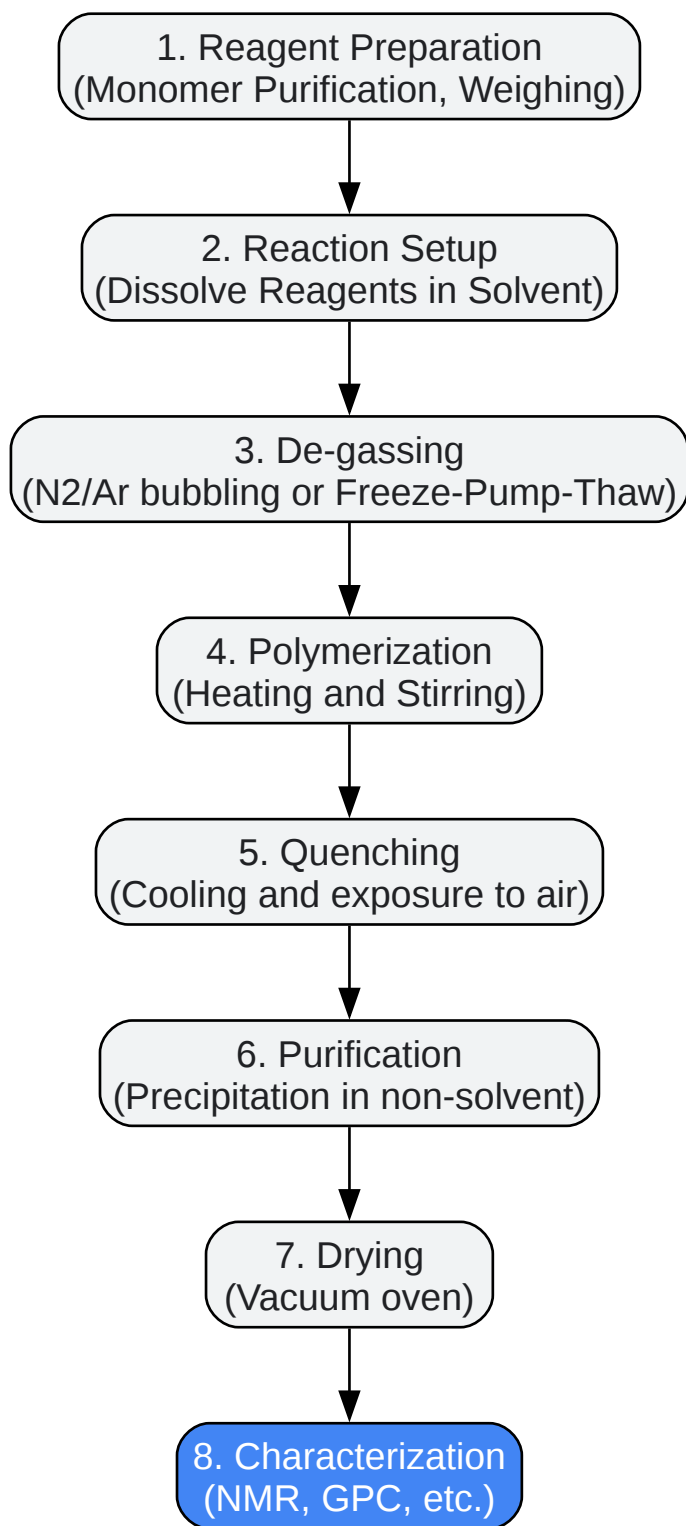 1. Reagent Preparation
(Monomer Purification, Weighing)
2. Reaction Setup
(Dissolve Reagents in Solvent)
3. De-gassing
(N2/Ar bubbling or Freeze-Pump-Thaw)
4. Polymerization
(Heating and Stirring)
5. Quenching
(Cooling and exposure to air)
6. Purification
(Precipitation in non-solvent)
7. Drying
(Vacuum oven)
8. Characterization
(NMR, GPC, etc.)